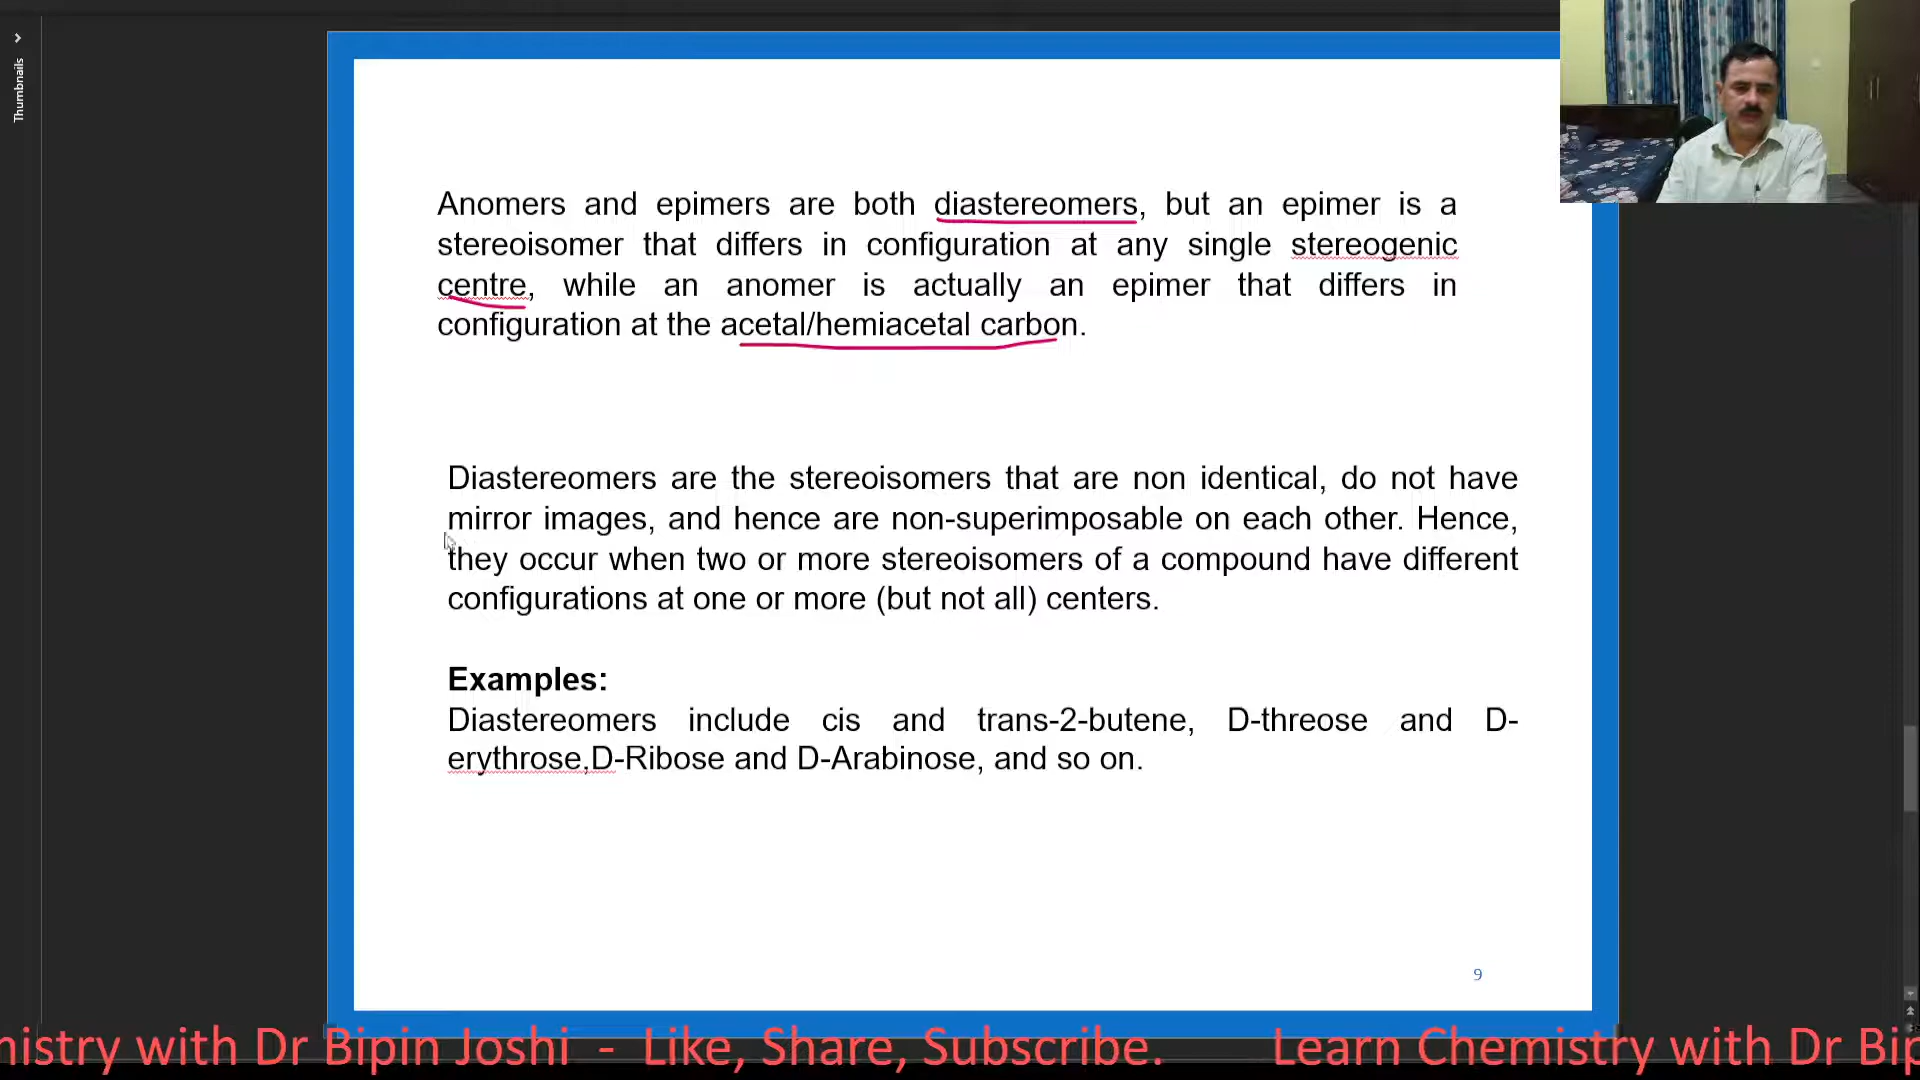 Thumbnails
Anomers and epimers are both diastereomers, but an epimer is a
stereoisomer that differs in configuration at any single stereogenic
centre, while an anomer is actually an epimer that differs in
configuration at the acetal/hemiacetal carbon.
Diastereomers are the stereoisomers that are non identical, do not have
mirror images, and hence are non-superimposable on each other. Hence,
they occur when two or more stereoisomers of a compound have different
configurations at one or more (but not all) centers.
Examples:
Diastereomers include cis and trans-2-butene, D-threose and D-
erythrose,D-Ribose and D-Arabinose, and so on.
9
mistry with Dr Bipin Joshi - Like, Share, Subscribe. Learn Chemistry with Dr Bip